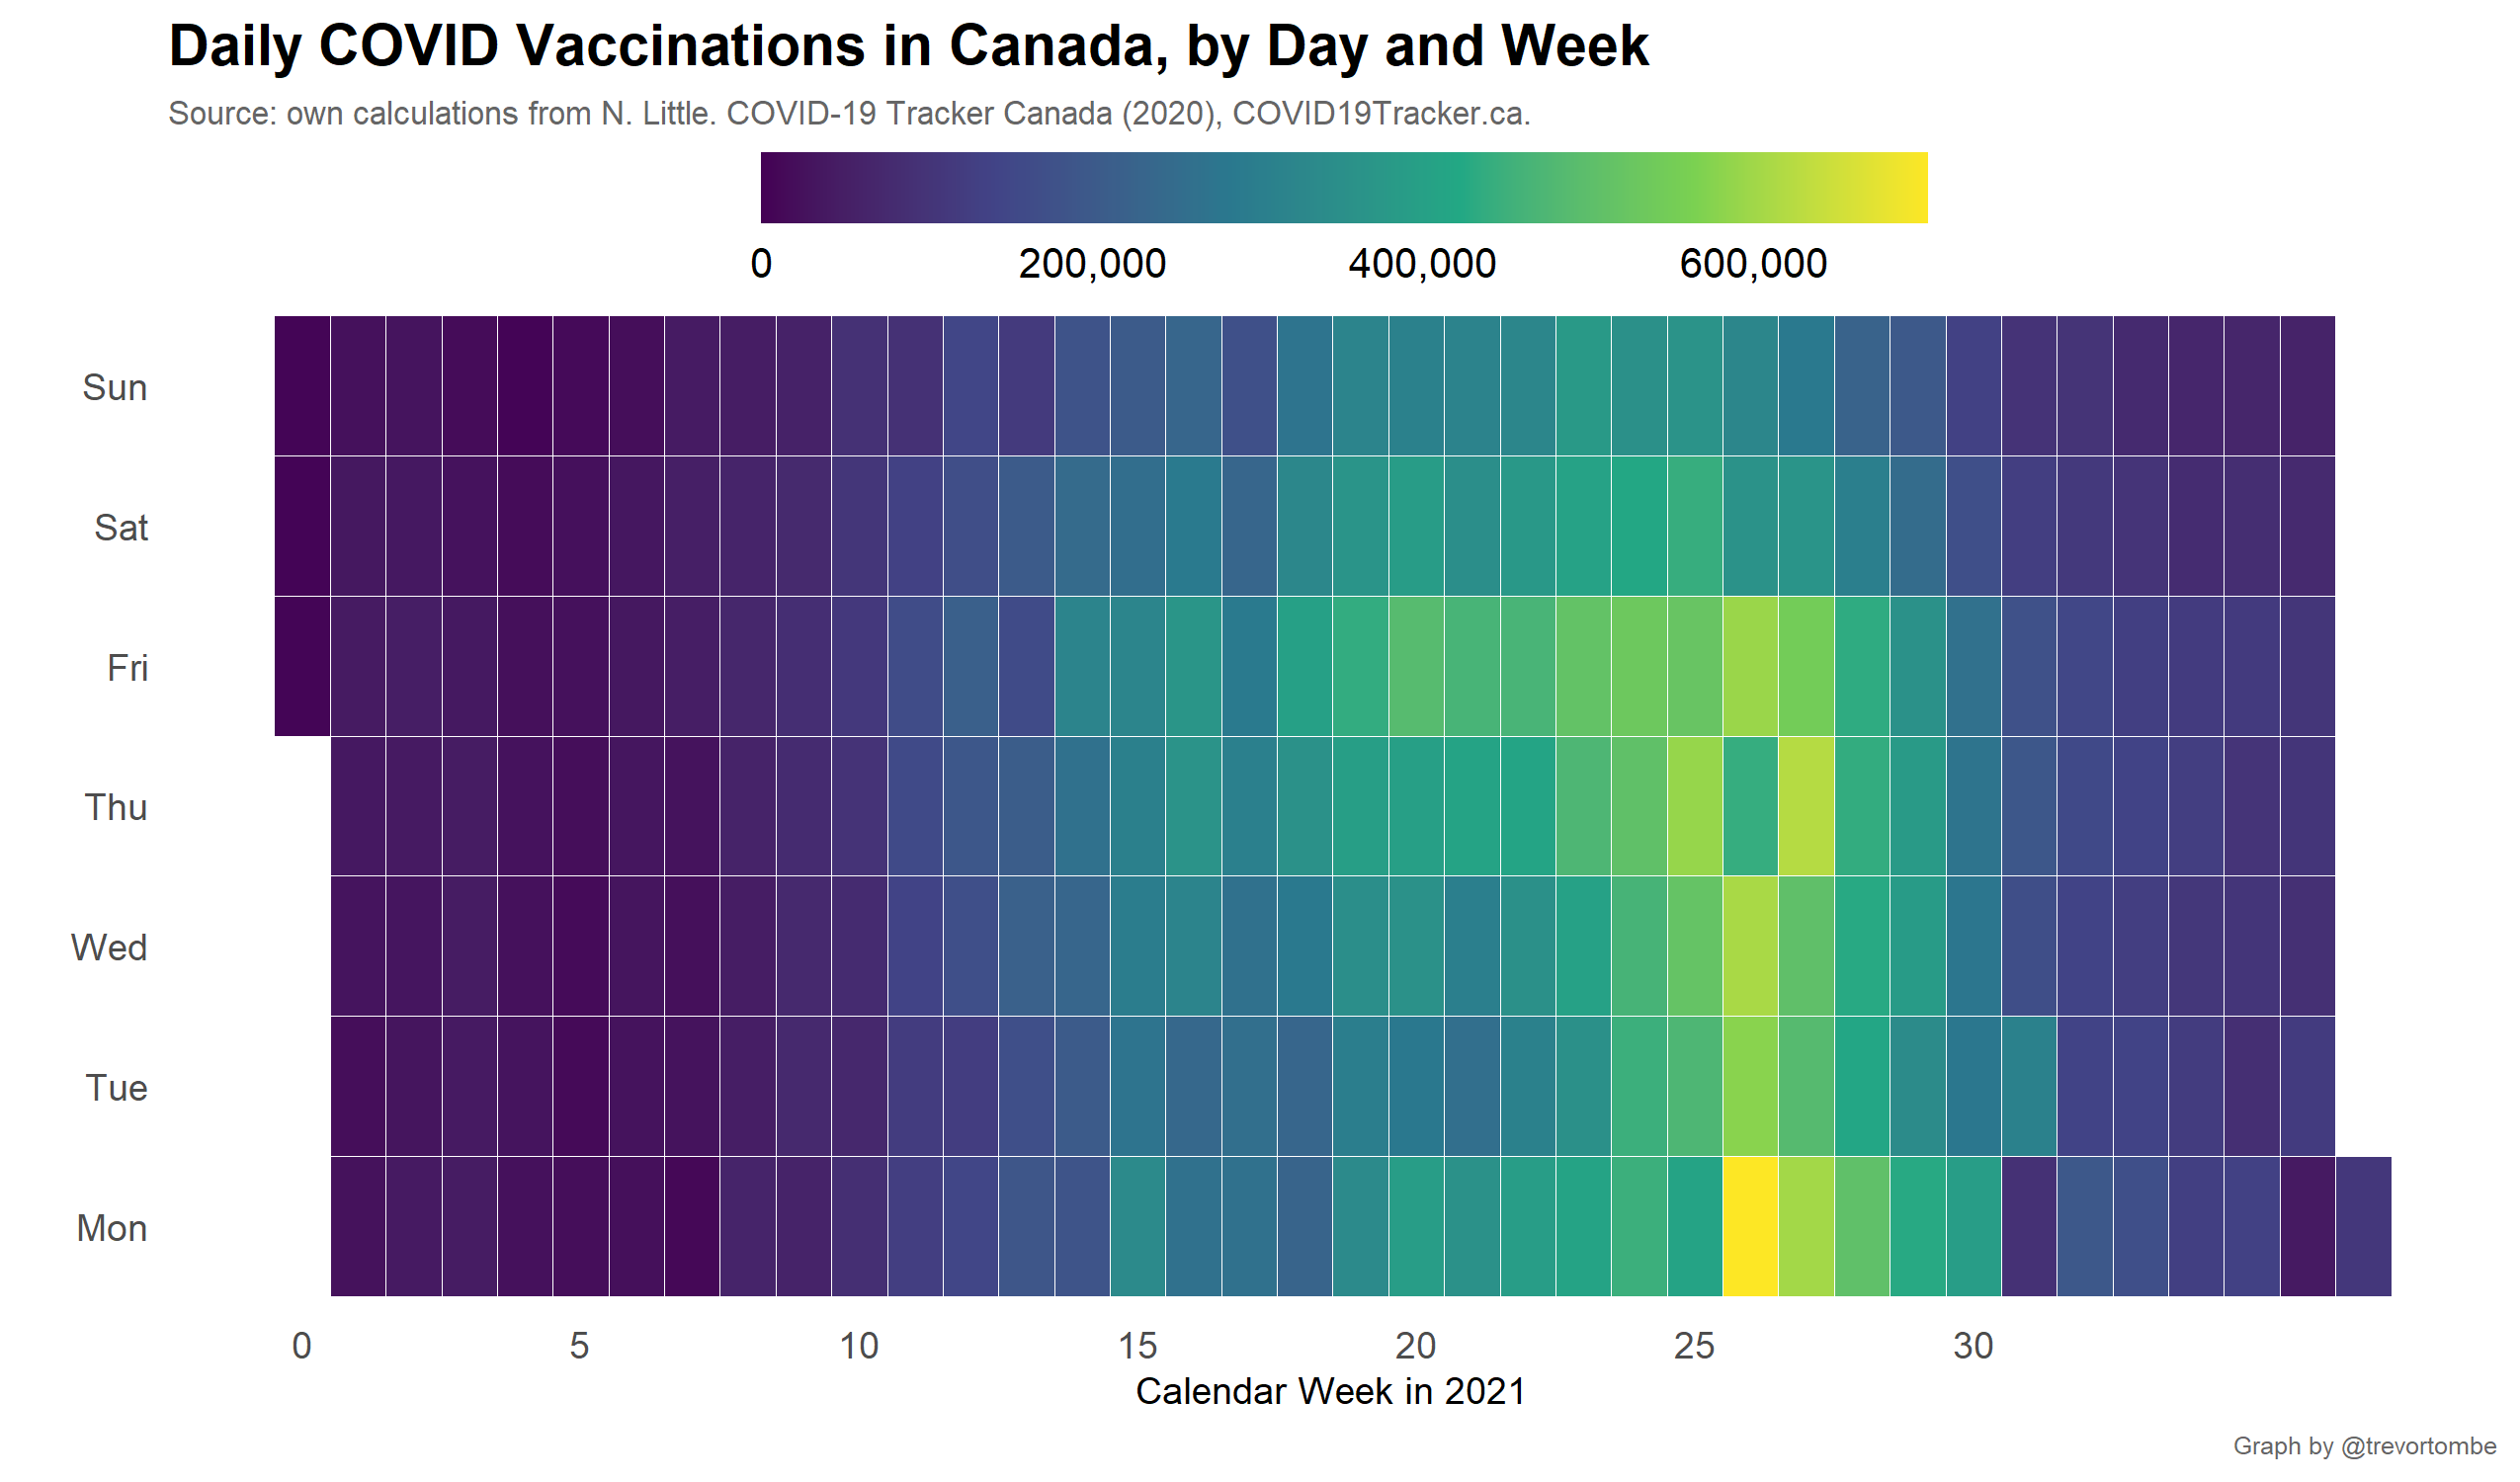 Daily COVID Vaccinations in Canada, by Day and Week
Source: own calculations from N. Little. COVID-19 Tracker Canada (2020), COVID19Tracker.ca.
0 200,000 400,000 600,000
Sun
Sat
Fri
Thu
Wed
Tue
Mon
0 5 10 15 20 25 30
Calendar Week in 2021
Graph by @trevortombe